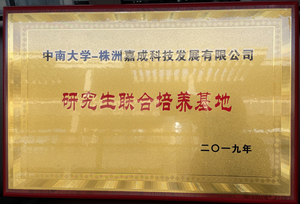 中南大学-株洲嘉成科技发展有限公司
研究生联合培养基地
二〇一九年